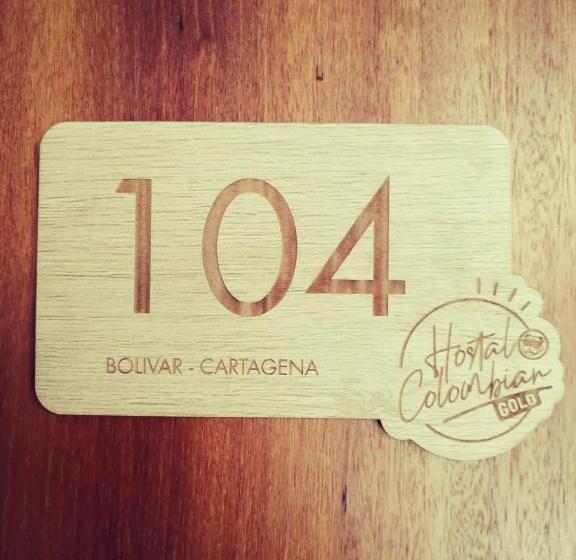 104
BOLIVAR - CARTAGENA
Hostal
Colombian
GOLD